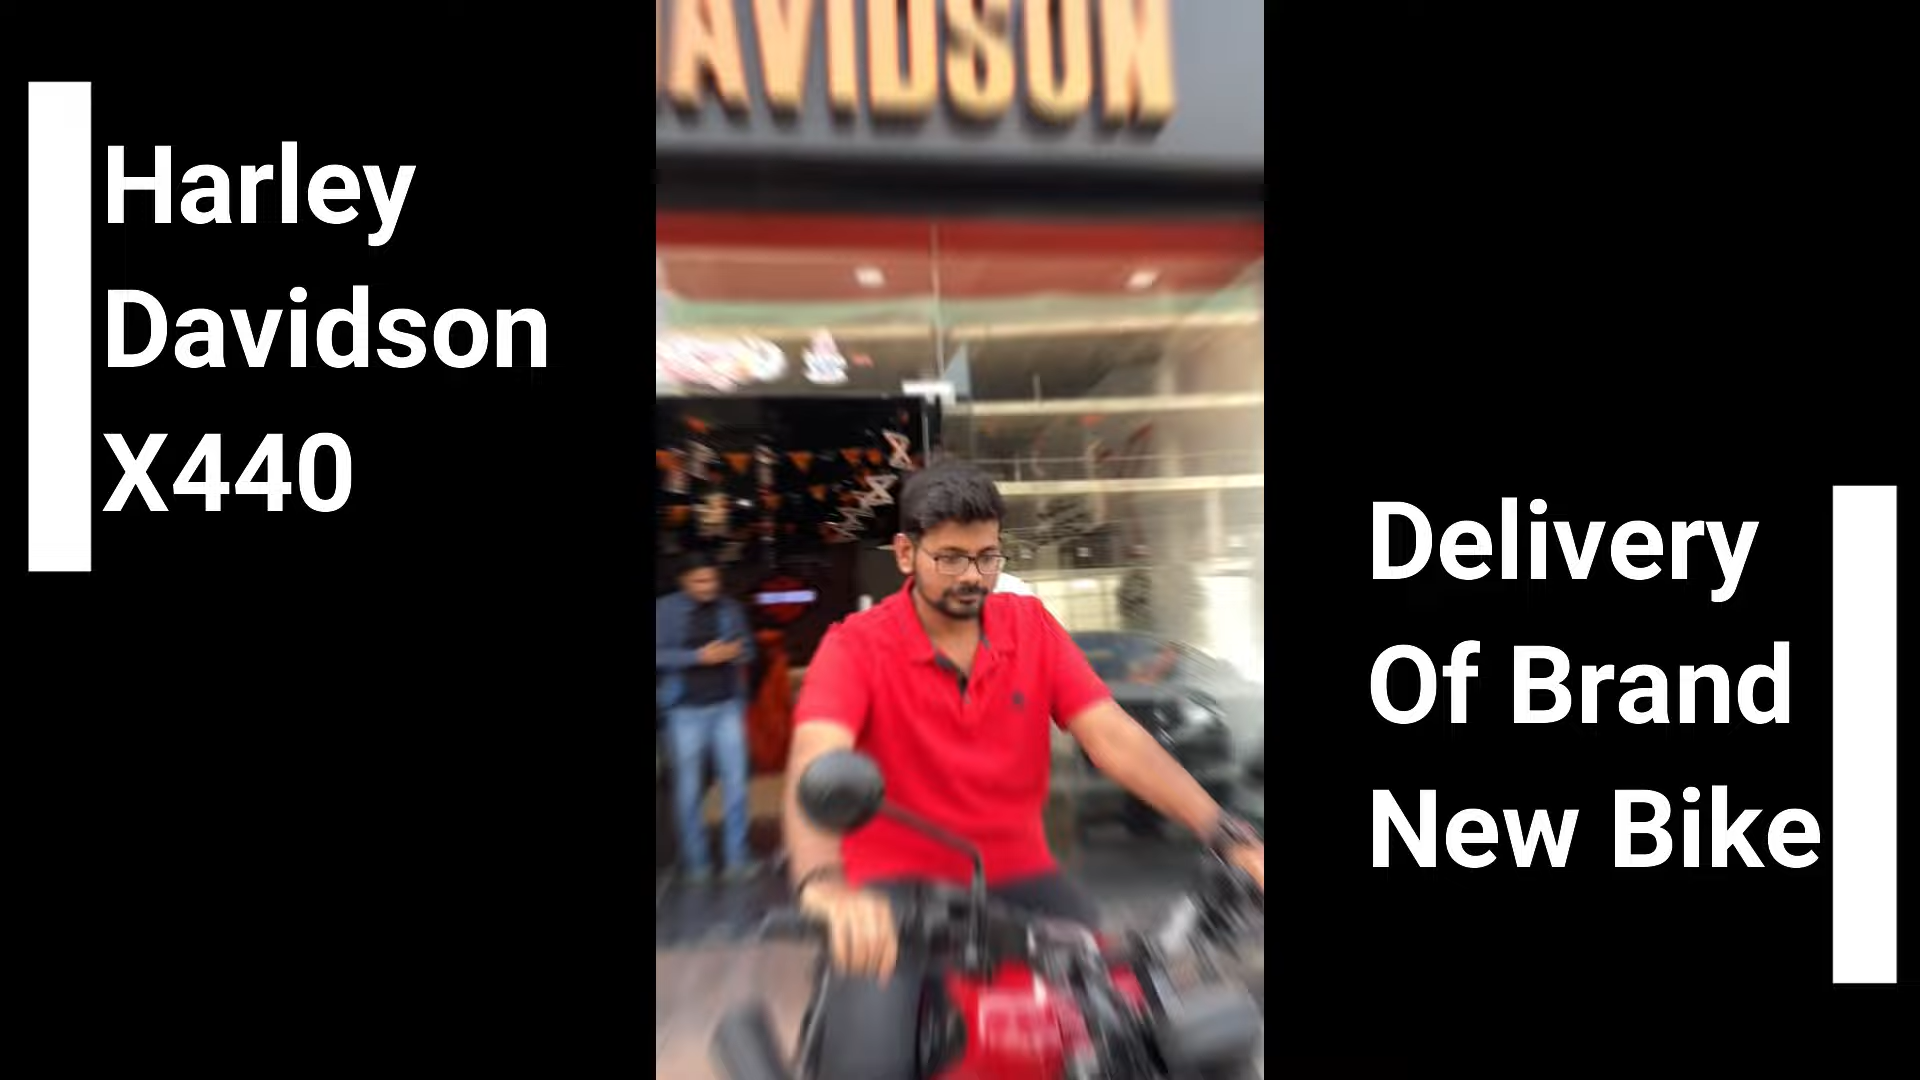 Harley
Davidson
X440
AVIDSON
Delivery
Of Brand
New Bike